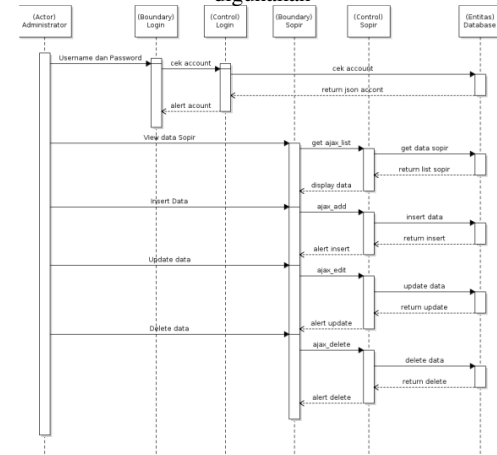 digunakan
(Actor)
Administrator
(Boundary)
Login
(Control)
Login
(Boundary)
Sopir
(Control)
Sopir
(Entitas)
Database
Username dan Password
cek account
cek account
return json accont
alert acount
View data Sopir
get ajax_list
get data sopir
return list sopir
display data
Insert Data
ajax_add
insert data
return insert
alert insert
Update data
ajax_edit
update data
return update
alert update
Delete data
ajax_delete
delete data
return delete
alert delete